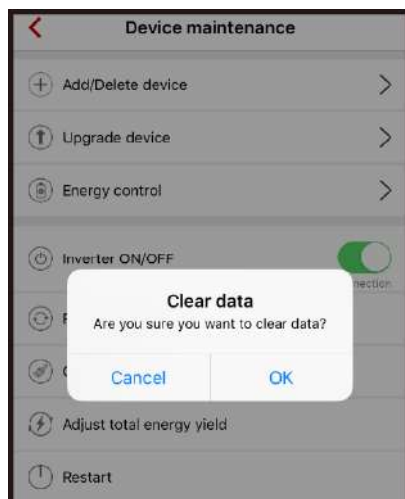 Device maintenance
Add/Delete device
Upgrade device
Energy control
Inverter ON/OFF
nection
Clear data
Are you sure you want to clear data?
Cancel
OK
Adjust total energy yield
Restart